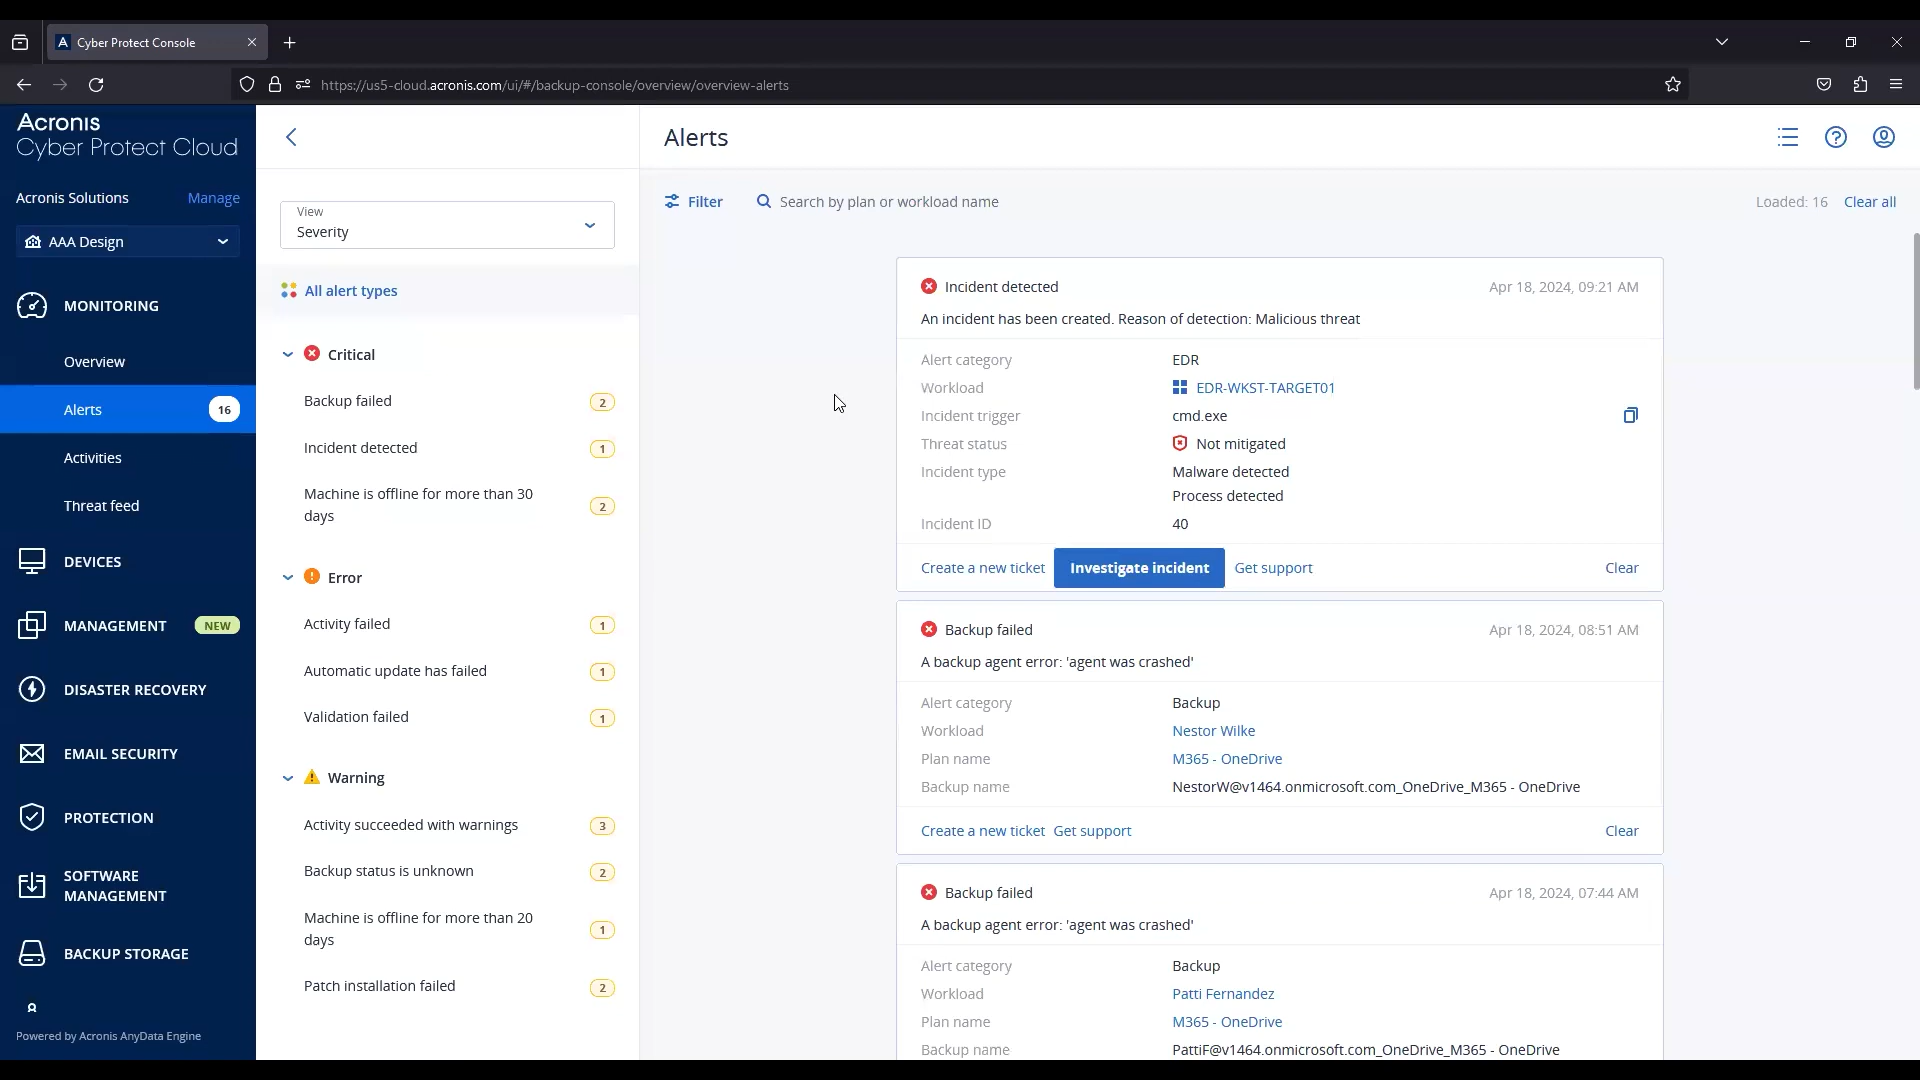 Cyber Protect Console
https://us5-cloud.acronis.com/ui/#/backup-console/overview/overview-alerts
Acronis
Cyber Protect Cloud
Acronis Solutions
Manage
AAA Design
MONITORING
Overview
Alerts
16
Activities
Threat feed
DEVICES
MANAGEMENT
NEW
DISASTER RECOVERY
EMAIL SECURITY
PROTECTION
SOFTWARE
MANAGEMENT
BACKUP STORAGE
Powered by Acronis AnyData Engine
View
Severity
All alert types
Critical
Backup failed
2
Incident detected
1
Machine is offline for more than 30
days
2
Error
Activity failed
1
Automatic update has failed
1
Validation failed
1
Warning
Activity succeeded with warnings
3
Backup status is unknown
2
Machine is offline for more than 20
days
1
Patch installation failed
2
Alerts
Filter
Search by plan or workload name
Loaded: 16
Clear all
Incident detected
Apr 18, 2024, 09:21 AM
An incident has been created. Reason of detection: Malicious threat
Alert category
EDR
Workload
EDR-WKST-TARGET01
Incident trigger
cmd.exe
Threat status
Not mitigated
Incident type
Malware detected
Process detected
Incident ID
40
Create a new ticket
Investigate incident
Get support
Clear
Backup failed
Apr 18, 2024, 08:51 AM
A backup agent error: 'agent was crashed'
Alert category
Backup
Workload
Nestor Wilke
Plan name
M365 - OneDrive
Backup name
NestorW@v1464.onmicrosoft.com_OneDrive_M365 - OneDrive
Create a new ticket
Get support
Clear
Backup failed
Apr 18, 2024, 07:44 AM
A backup agent error: 'agent was crashed'
Alert category
Backup
Workload
Patti Fernandez
Plan name
M365 - OneDrive
Backup name
PattiF@v1464.onmicrosoft.com_OneDrive_M365 - OneDrive